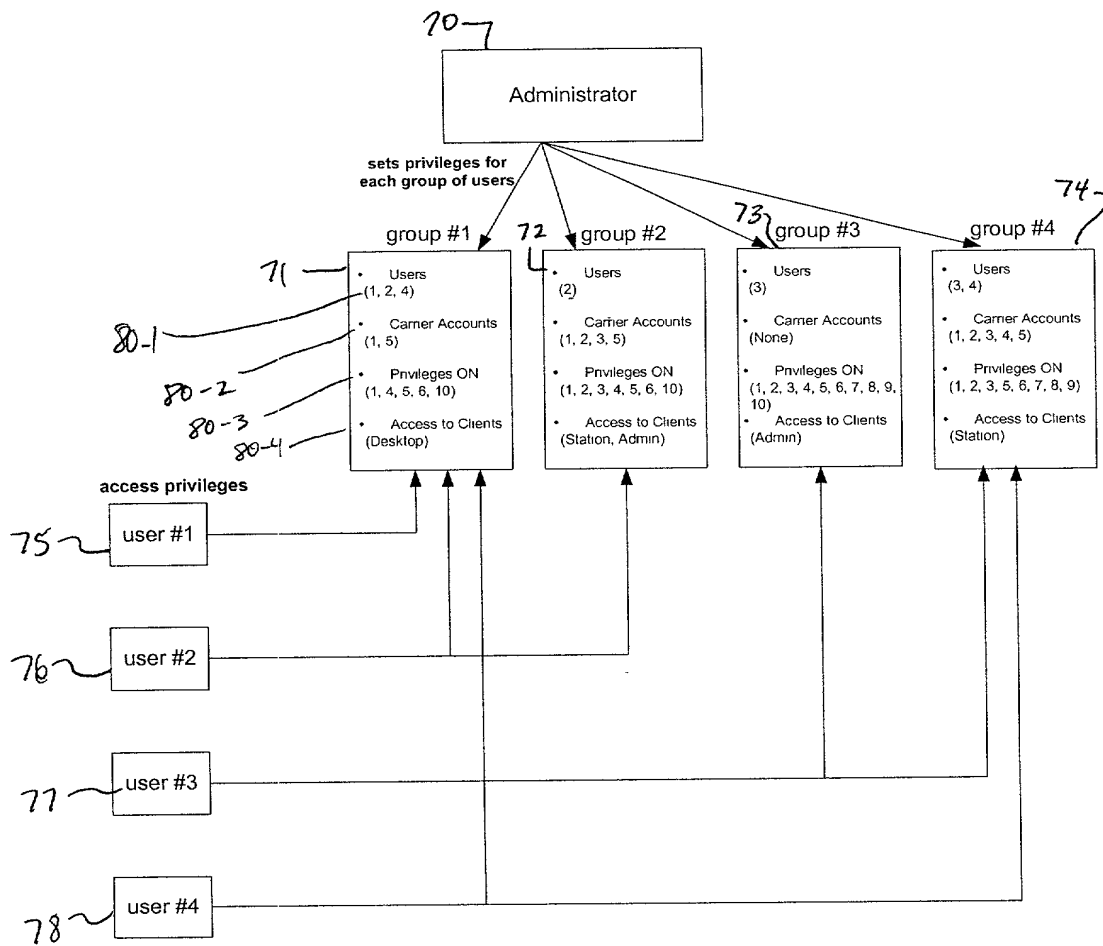 70
Administrator
sets privileges for
each group of users
group #1
72
group #2
73
group #3
74
group #4
71
• Users
(1, 2, 4)
• Carrier Accounts
(1, 5)
• Privileges ON
(1, 4, 5, 6, 10)
• Access to Clients
(Desktop)
80-1
80-2
80-3
80-4
• Users
(2)
• Carrier Accounts
(1, 2, 3, 5)
• Privileges ON
(1, 2, 3, 4, 5, 6, 10)
• Access to Clients
(Station, Admin)
• Users
(3)
• Carrier Accounts
(None)
• Privileges ON
(1, 2, 3, 4, 5, 6, 7, 8, 9,
10)
• Access to Clients
(Admin)
• Users
(3, 4)
• Carrier Accounts
(1, 2, 3, 4, 5)
• Privileges ON
(1, 2, 3, 5, 6, 7, 8, 9)
• Access to Clients
(Station)
access privileges
75
user #1
76
user #2
77
user #3
78
user #4